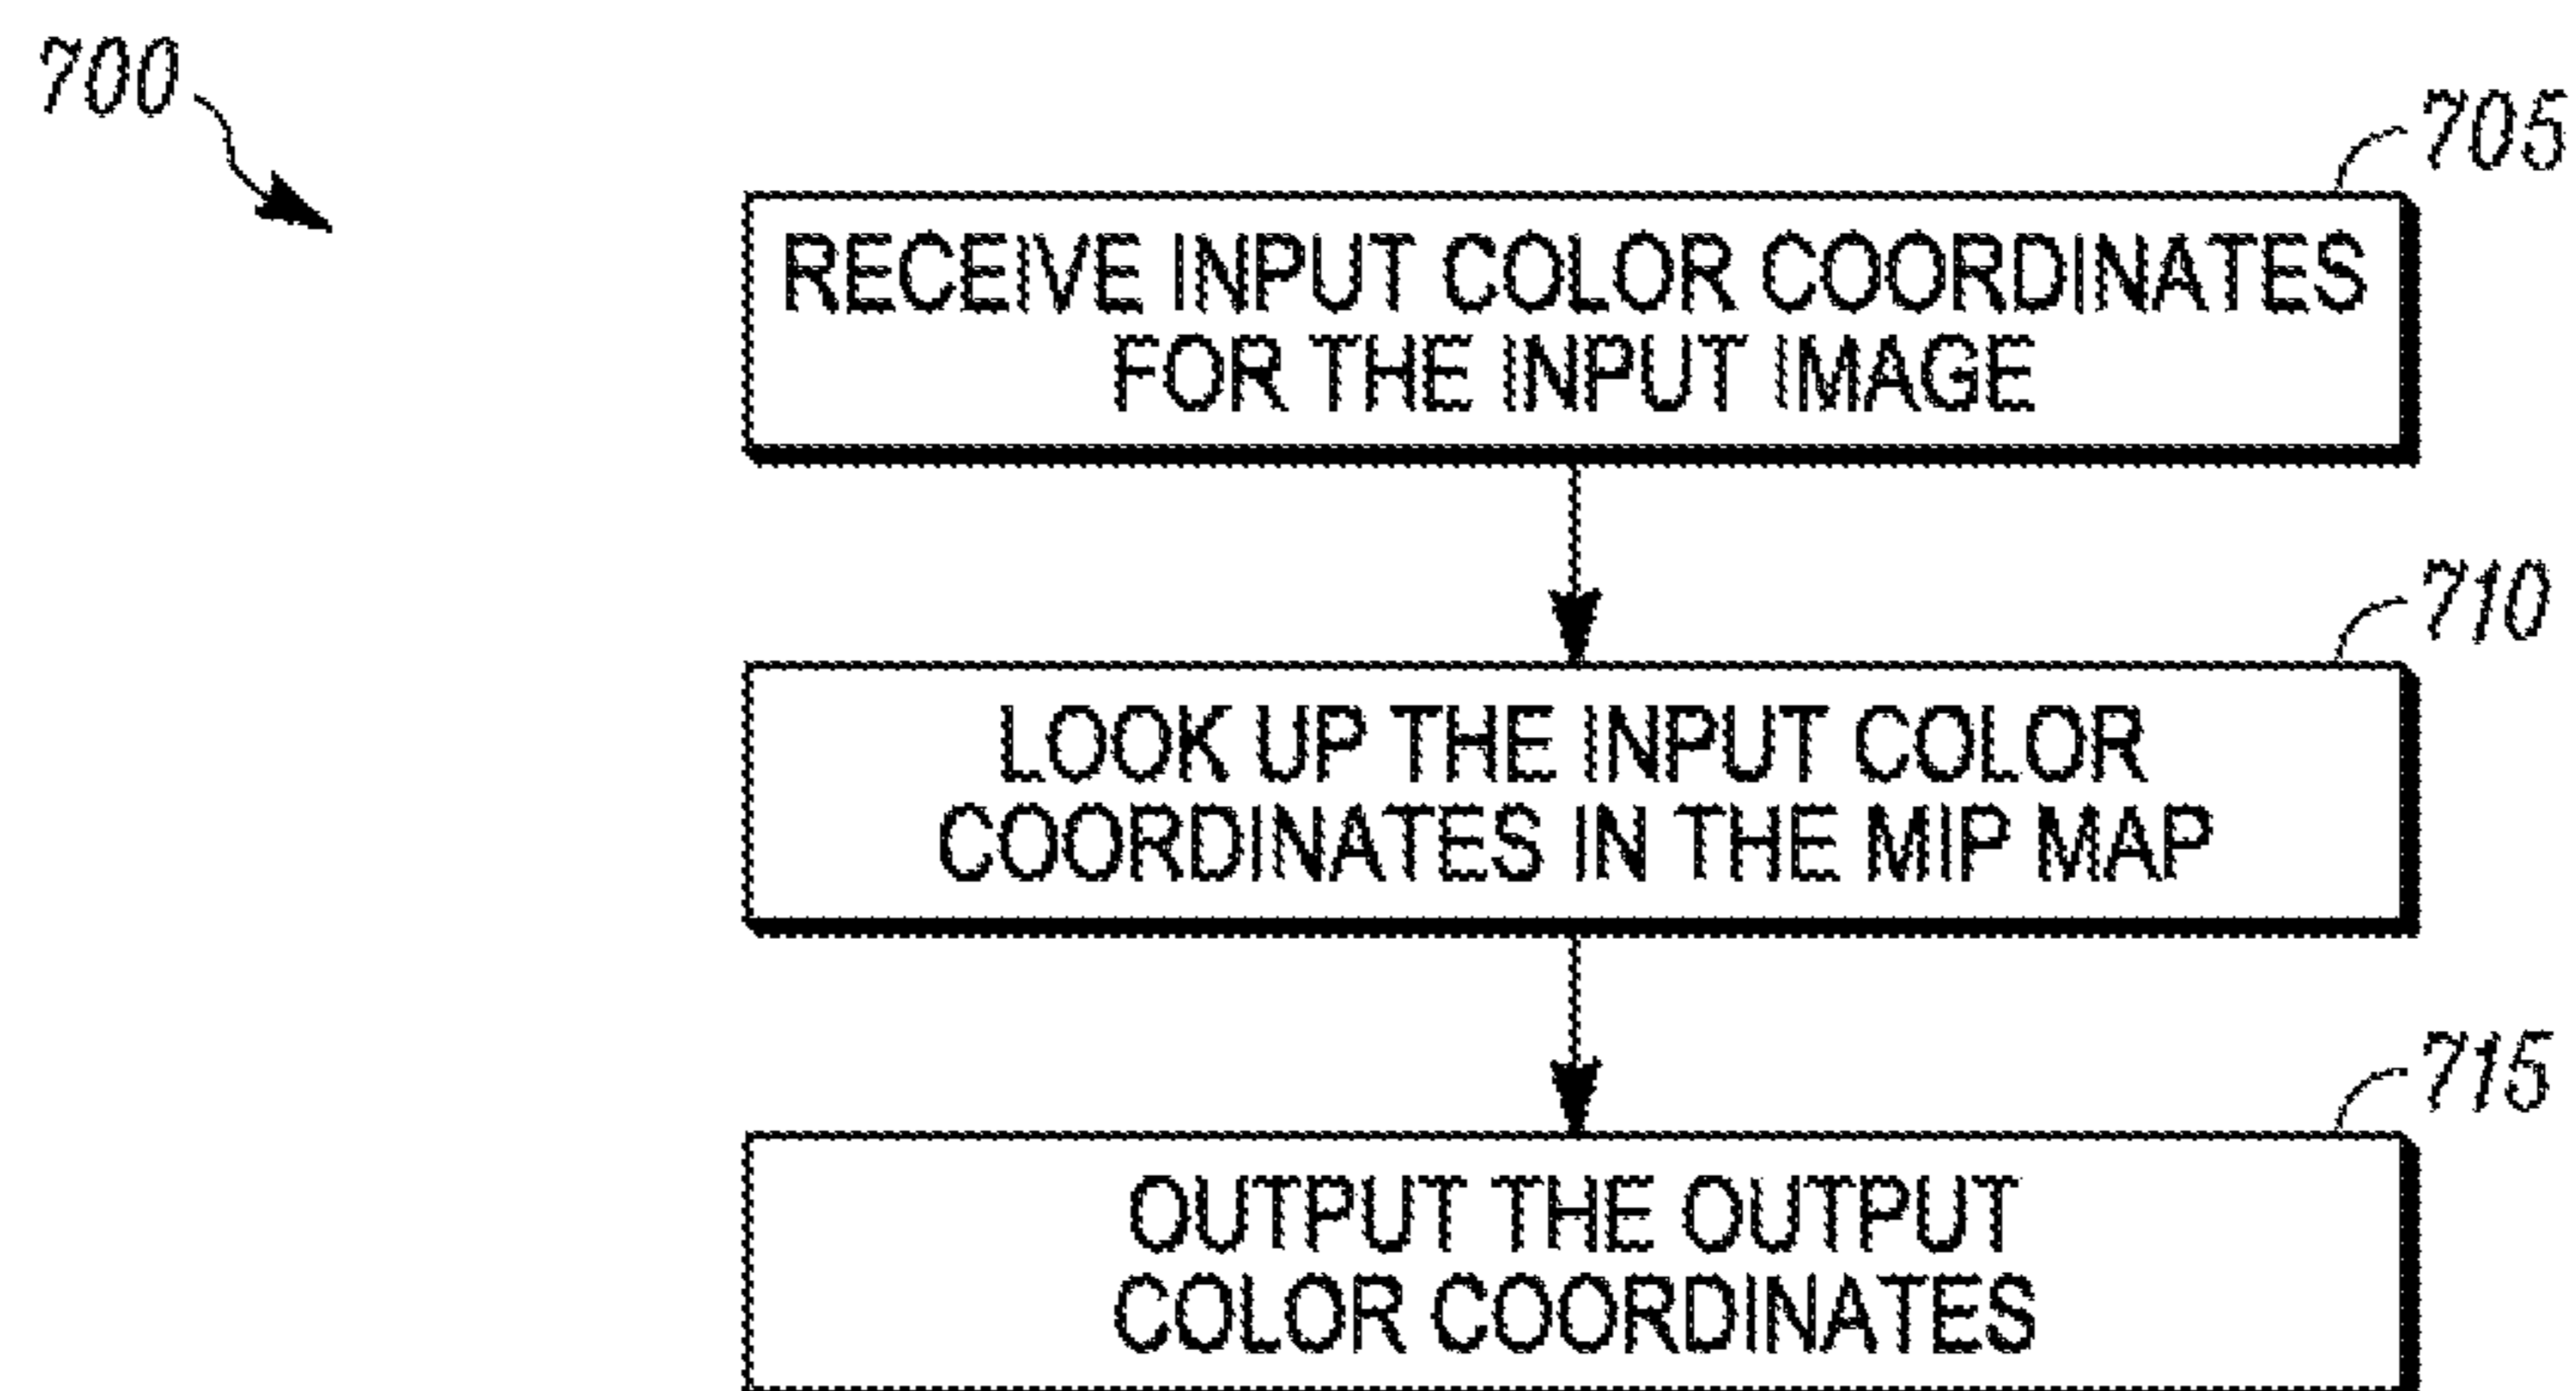 700
705
RECEIVE INPUT COLOR COORDINATES
FOR THE INPUT IMAGE
710
LOOK UP THE INPUT COLOR
COORDINATES IN THE MIP MAP
715
OUTPUT THE OUTPUT
COLOR COORDINATES